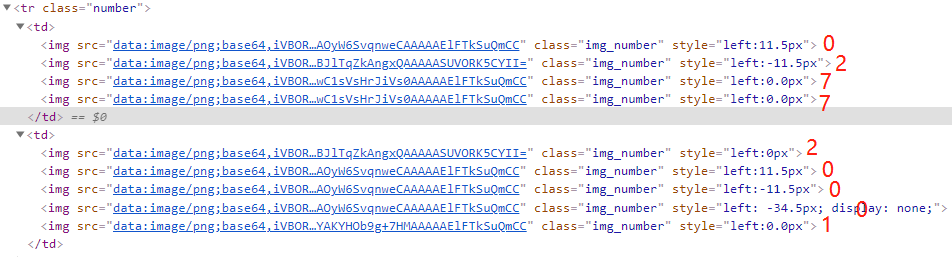 ▼<tr class="number">
▼<td>
<img src="data:image/png;base64,iVBOR…AOyW6SvqnweCAAAAAElFTkSuQmCC" class="img_number" style="left:11.5px"> 0
<img src="data:image/png;base64,iVBOR…BJlTqZkAngxQAAAAASUVORK5CYII=" class="img_number" style="left:-11.5px"> 2
<img src="data:image/png;base64,iVBOR…wC1sVsHrJiVs0AAAAAElFTkSuQmCC" class="img_number" style="left:0.0px"> 7
<img src="data:image/png;base64,iVBOR…wC1sVsHrJiVs0AAAAAElFTkSuQmCC" class="img_number" style="left:0.0px"> 7
</td> == $0
▼<td>
<img src="data:image/png;base64,iVBOR…BJlTqZkAngxQAAAAASUVORK5CYII=" class="img_number" style="left:0px"> 2
<img src="data:image/png;base64,iVBOR…AOyW6SvqnweCAAAAAElFTkSuQmCC" class="img_number" style="left:11.5px"> 0
<img src="data:image/png;base64,iVBOR…AOyW6SvqnweCAAAAAElFTkSuQmCC" class="img_number" style="left:-11.5px"> 0
<img src="data:image/png;base64,iVBOR…AOyW6SvqnweCAAAAAElFTkSuQmCC" class="img_number" style="left: -34.5px; display: none;"> 0
<img src="data:image/png;base64,iVBOR…YAKYHOb9g+7HMAAAAAElFTkSuQmCC" class="img_number" style="left:0.0px"> 1
</td>